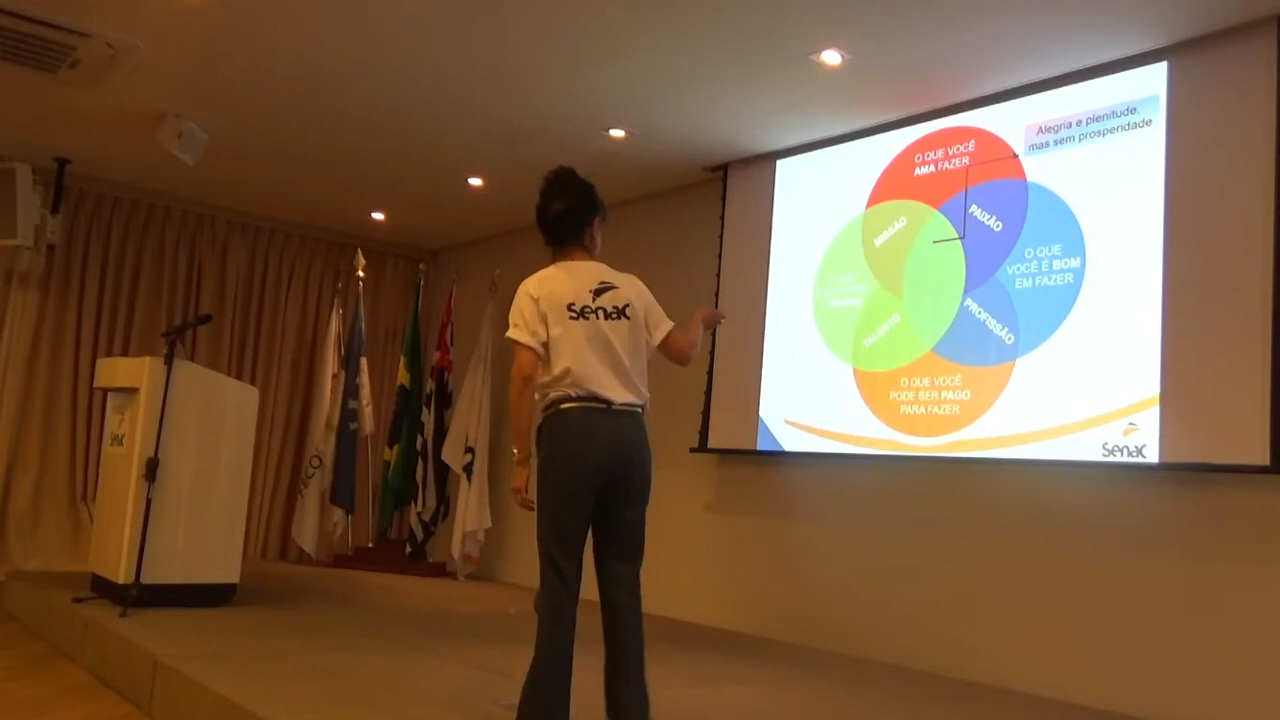 Alegria e plenitude,
mas sem prosperidade
O QUE VOCÊ
AMA FAZER
MISSÃO
PAIXÃO
O QUE
VOCÊ É BOM
EM FAZER
TALENTO
PROFISSÃO
O QUE VOCÊ
PODE SER PAGO
PARA FAZER
Senac
Senac
Senac